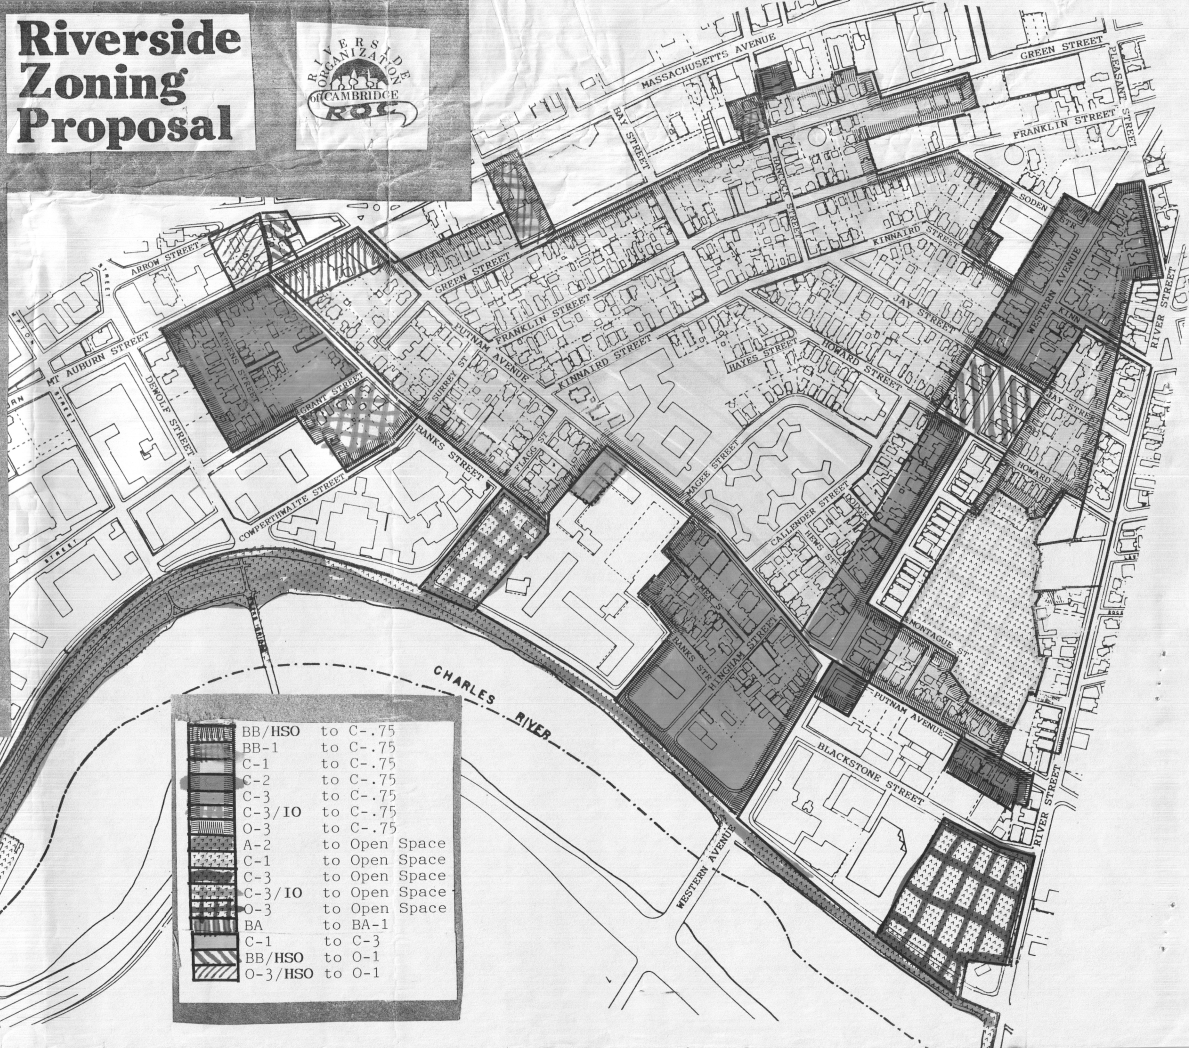 Riverside
Zoning
Proposal
RIVERSIDE
ORGANIZATION
OF CAMBRIDGE
ROC
MASSACHUSETTS AVENUE
GREEN STREET
PLEASANT STREET
BAY STREET
FRANKLIN STREET
STREET
SODEN
ARROW STREET
GREEN STREET
KINNAIRD STREET
WESTERN AVENUE
RIVER STREET
MT AUBURN STREET
DEWOLF STREET
PUTNAM AVENUE
FRANKLIN STREET
JAY STREET
KINNAIRD STREET
HAYES STREET
HOWARD STREET
GRANT STREET
SURREY
BANKS STREET
FLAGG ST
HOWARD
MAGEE STREET
COWPERTHWAITE STREET
STREET
CALLENDER STREET
HEWS ST
MONTAGUE
BANKS STR
HINGHAM STREET
CHARLES RIVER
PUTNAM AVENUE
BLACKSTONE STREET
RIVER STREET
WESTERN AVENUE
BB/HSO to C-.75
BB-1 to C-.75
C-1 to C-.75
C-2 to C-.75
C-3 to C-.75
C-3/IO to C-.75
O-3 to C-.75
A-2 to Open Space
C-1 to Open Space
C-3 to Open Space
C-3/IO to Open Space
O-3 to Open Space
BA to BA-1
C-1 to C-3
BB/HSO to O-1
O-3/HSO to O-1